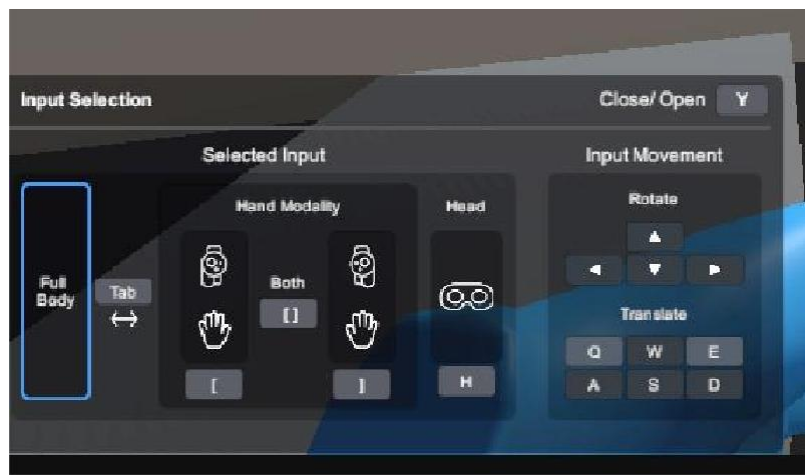 Input Selection
Close/ Open Y
Selected Input
Input Movement
Hand Modality
Head
Rotate
Full
Body
Tab
Both
[ ]
[
]
H
Translate
Q W E
A S D